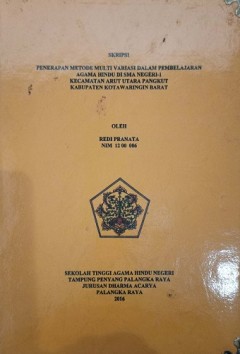 SKRIPSI
PENERAPAN METODE MULTI VARIASI DALAM PEMBELAJARAN
AGAMA HINDU DI SMA NEGERI-1
KECAMATAN ARUT UTARA PANGKUT
KABUPATEN KOTAWARINGIN BARAT
OLEH
REDI PRANATA
NIM 12 00 086
SEKOLAH TINGGI AGAMA HINDU NEGERI
TAMPUNG PENYANG PALANGKA RAYA
JURUSAN DHARMA ACARYA
PALANGKA RAYA
2016